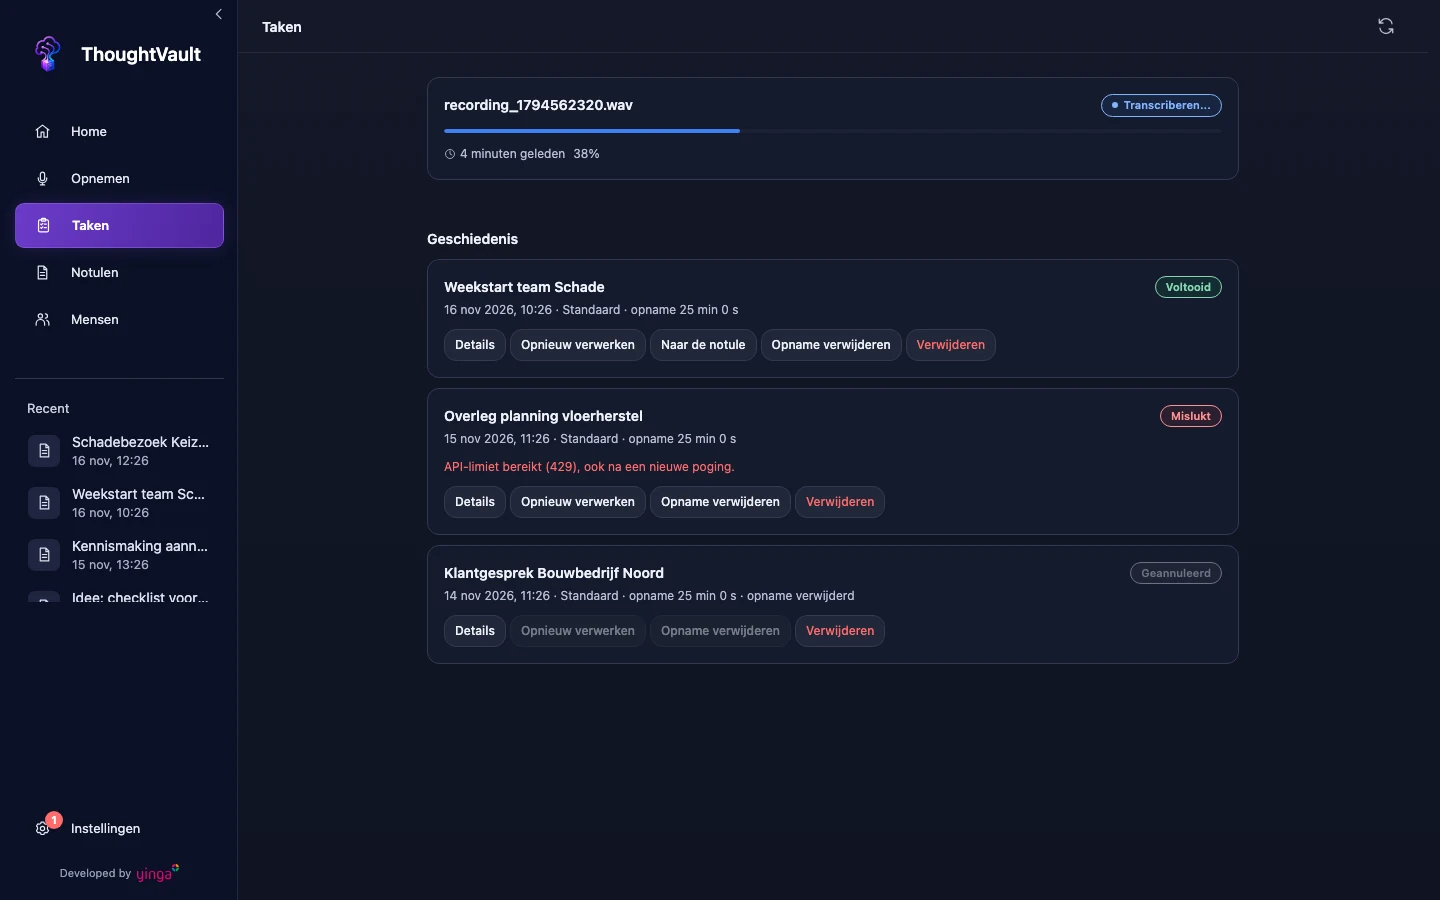 ThoughtVault
Home
Opnemen
Taken
Notulen
Mensen
Recent
Schadebezoek Keiz...
16 nov, 12:26
Weekstart team Sc...
16 nov, 10:26
Kennismaking aann...
15 nov, 13:26
Idee: checklist voor...
1
Instellingen
Developed by yinga
Taken
recording_1794562320.wav
Transcriberen...
4 minuten geleden 38%
Geschiedenis
Weekstart team Schade
Voltooid
16 nov 2026, 10:26 · Standaard · opname 25 min 0 s
Details Opnieuw verwerken Naar de notule Opname verwijderen Verwijderen
Overleg planning vloerherstel
Mislukt
15 nov 2026, 11:26 · Standaard · opname 25 min 0 s
API-limiet bereikt (429), ook na een nieuwe poging.
Details Opnieuw verwerken Opname verwijderen Verwijderen
Klantgesprek Bouwbedrijf Noord
Geannuleerd
14 nov 2026, 11:26 · Standaard · opname 25 min 0 s · opname verwijderd
Details Opnieuw verwerken Opname verwijderen Verwijderen